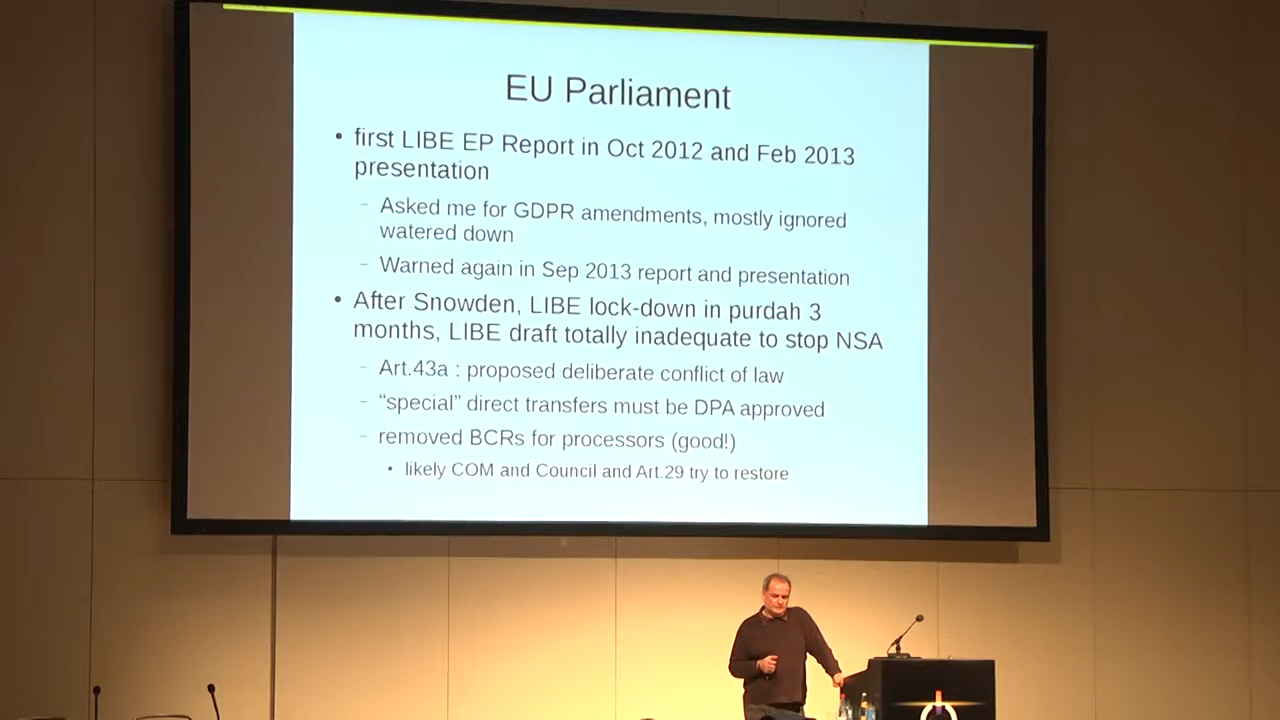 EU Parliament
• first LIBE EP Report in Oct 2012 and Feb 2013
presentation
– Asked me for GDPR amendments, mostly ignored
watered down
– Warned again in Sep 2013 report and presentation
• After Snowden, LIBE lock-down in purdah 3
months, LIBE draft totally inadequate to stop NSA
– Art.43a : proposed deliberate conflict of law
– “special” direct transfers must be DPA approved
– removed BCRs for processors (good!)
• likely COM and Council and Art.29 try to restore